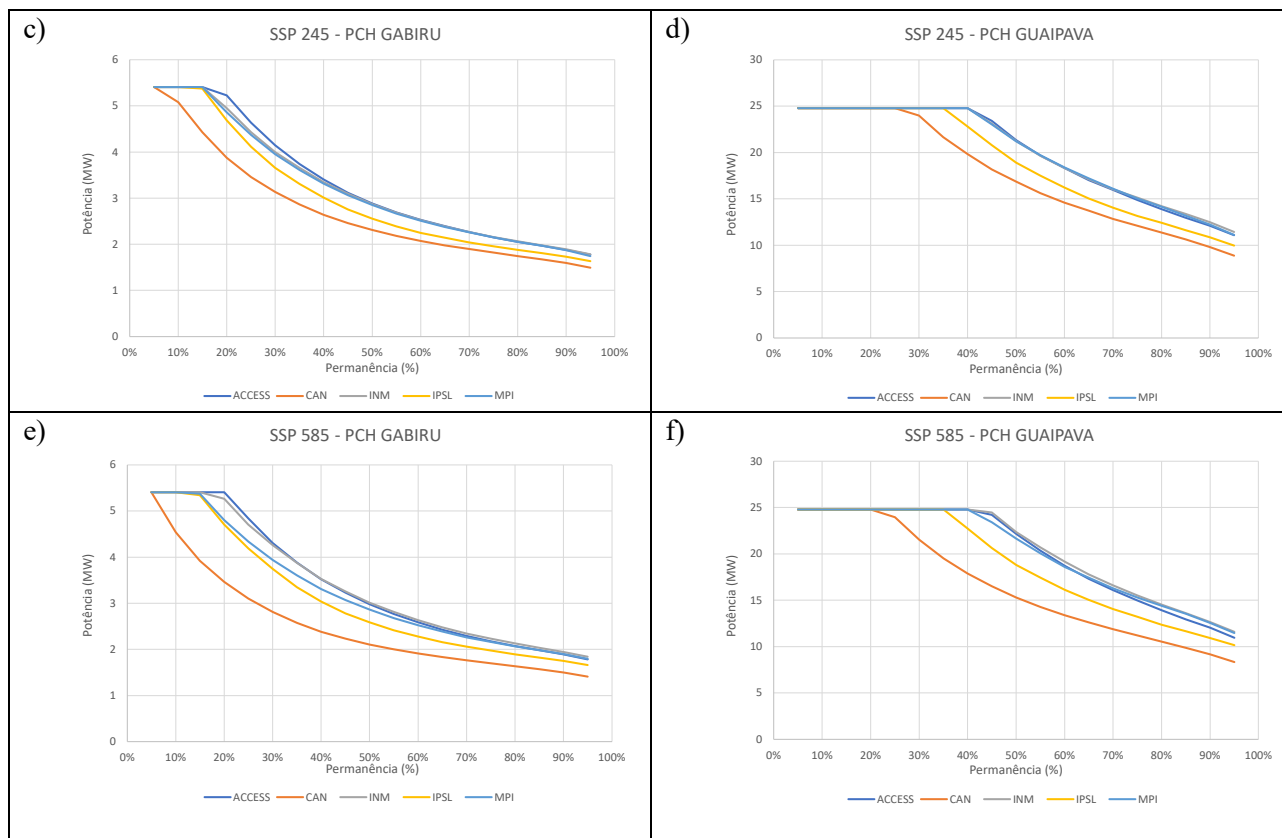 c)
SSP 245 - PCH GABIRU
Potência (MW)
6
5
4
3
2
1
0
0% 10% 20% 30% 40% 50% 60% 70% 80% 90% 100%
Permanência (%)
ACCESS CAN INM IPSL MPI
d)
SSP 245 - PCH GUAIPAVA
Potência (MW)
30
25
20
15
10
5
0
0% 10% 20% 30% 40% 50% 60% 70% 80% 90% 100%
Permanência (%)
ACCESS CAN INM IPSL MPI
e)
SSP 585 - PCH GABIRU
Potência (MW)
6
5
4
3
2
1
0
0% 10% 20% 30% 40% 50% 60% 70% 80% 90% 100%
Permanência (%)
ACCESS CAN INM IPSL MPI
f)
SSP 585 - PCH GUAIPAVA
Potência (MW)
30
25
20
15
10
5
0
0% 10% 20% 30% 40% 50% 60% 70% 80% 90% 100%
Permanência (%)
ACCESS CAN INM IPSL MPI